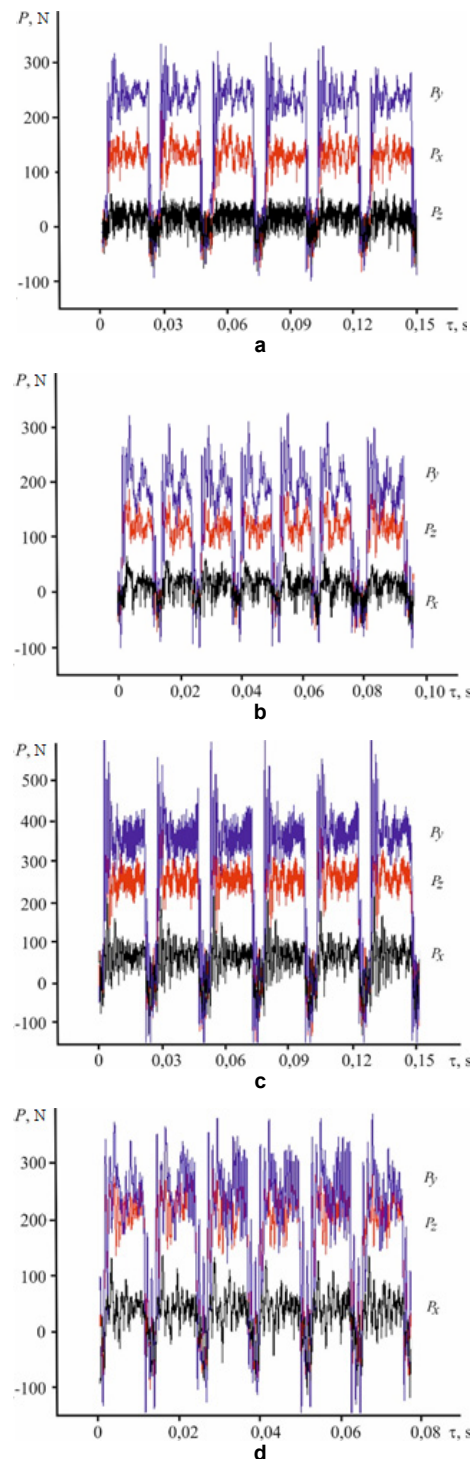 P, N
300
Py
200
Px
100
Pz
0
-100
0 0,03 0,06 0,09 0,12 0,15 τ, s
a
P, N
300
200
Py
100
Pz
0
Px
-100
0 0,02 0,04 0,06 0,08 0,10 τ, s
b
P, N
500
400
Py
300
Pz
200
100
Px
0
-100
0 0,03 0,06 0,09 0,12 0,15 τ, s
c
P, N
300
Py
200
Pz
100
Px
0
-100
0 0,02 0,04 0,06 0,08 τ, s
d